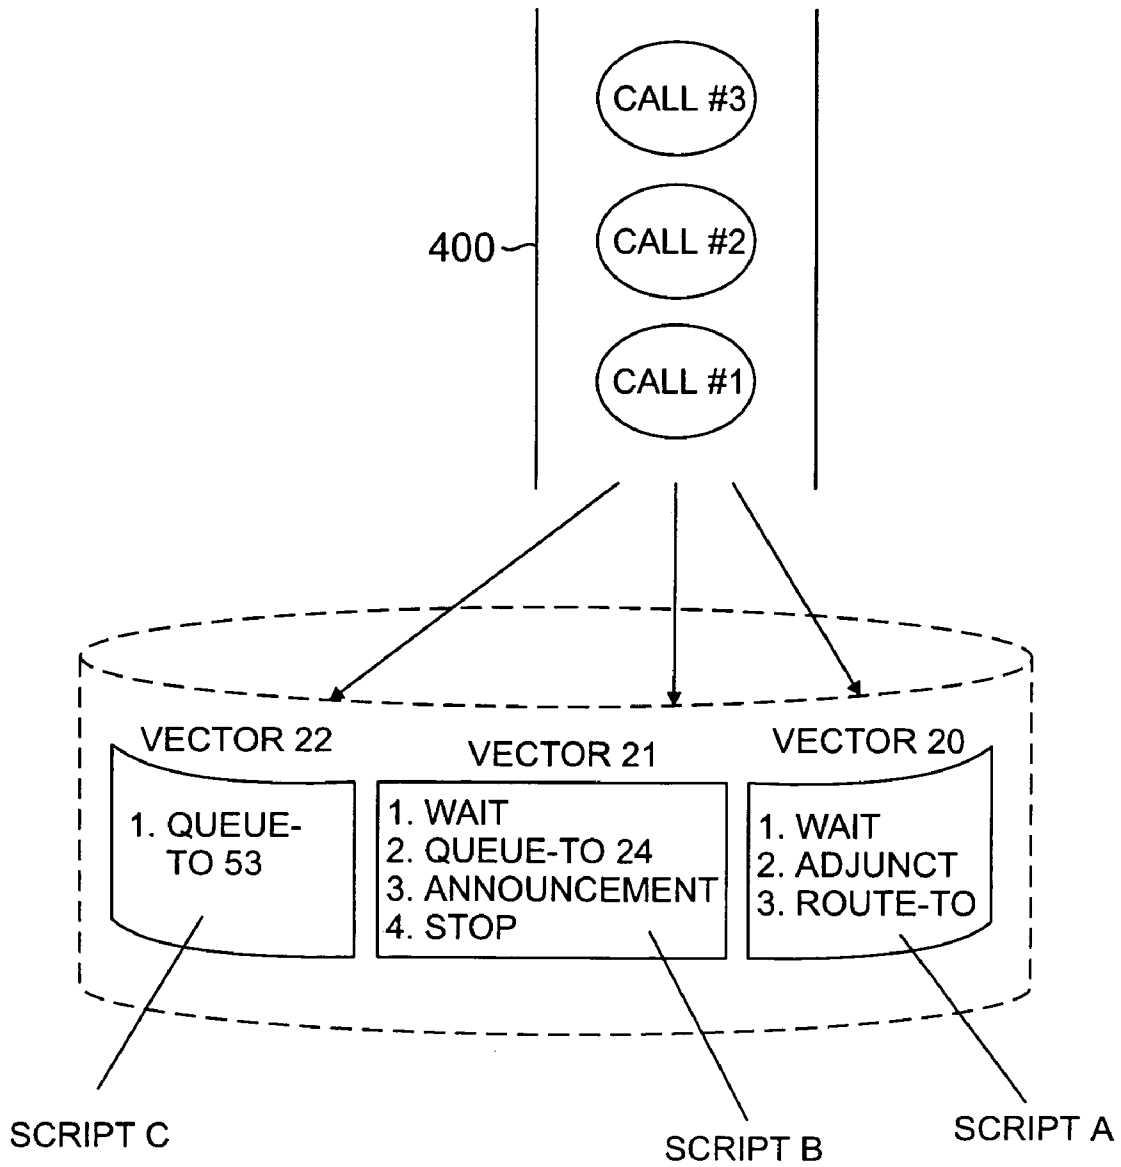 CALL #3
CALL #2
400
CALL #1
VECTOR 22
VECTOR 21
VECTOR 20
1. QUEUE-
TO 53
1. WAIT
2. QUEUE-TO 24
3. ANNOUNCEMENT
4. STOP
1. WAIT
2. ADJUNCT
3. ROUTE-TO
SCRIPT C
SCRIPT B
SCRIPT A